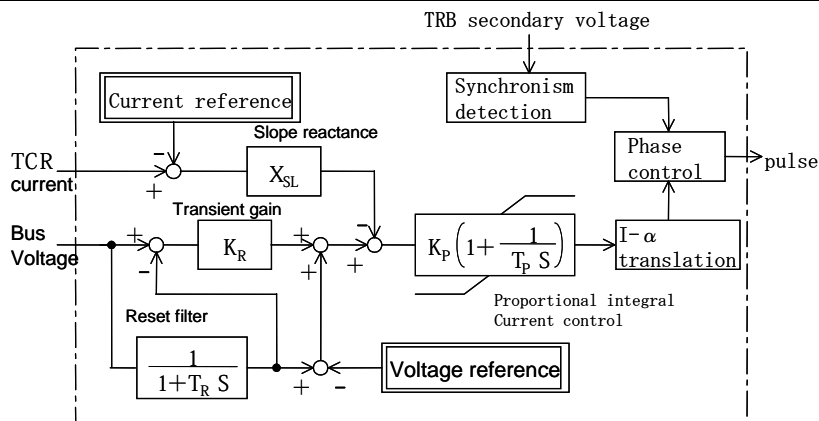 TRB secondary voltage
Synchronism
detection
Current reference
Slope reactance
Phase
control
pulse
TCR
current
−
+
X_SL
Transient gain
−
Bus
Voltage
+
−
K_R
+
+
+
K_P(1+ 1/(T_P S))
I-α
translation
Proportional integral
Current control
Reset filter
1/(1+T_R S)
+
−
Voltage reference